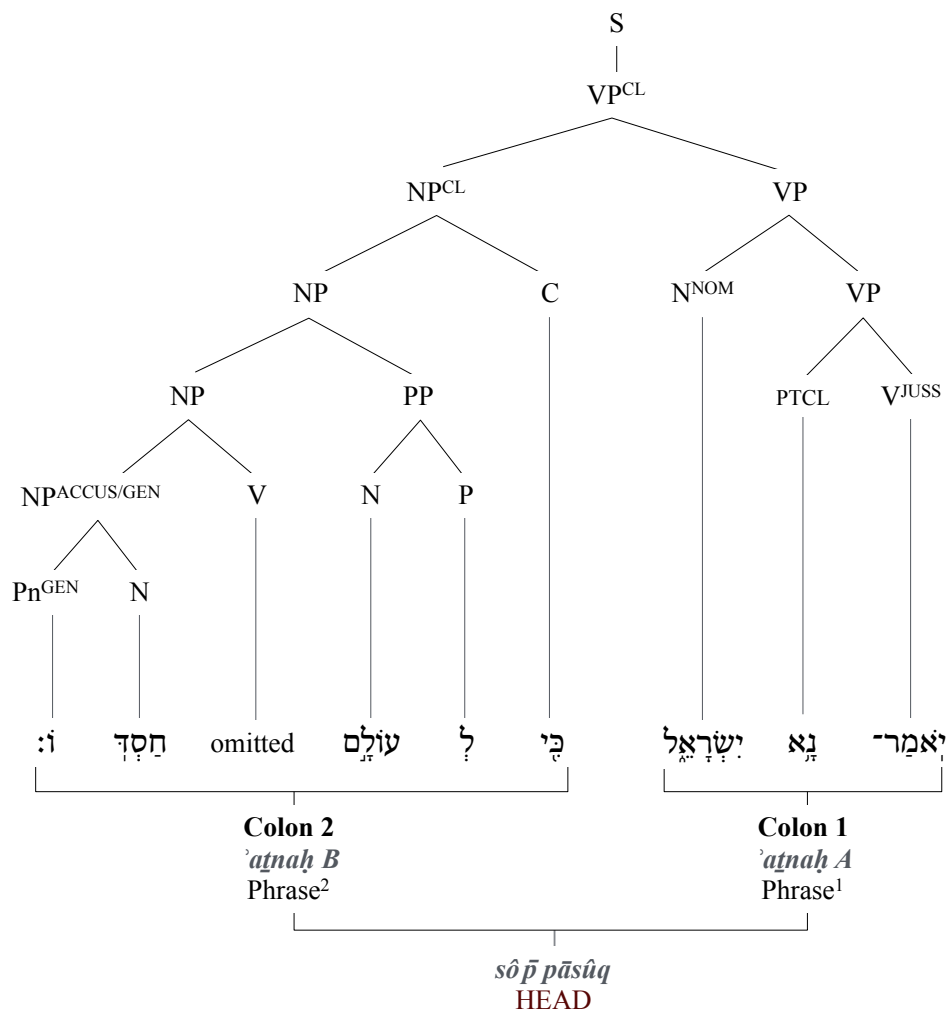 S
VP^CL
NP^CL VP
NP C N^NOM VP
NP PP PTCL V^JUSS
NP^ACCUS/GEN V N P
Pn^GEN N
יֹֽאמַר־ נָ֥א יִשְׂרָאֵ֑ל כִּ֖י לְ עוֹלָ֣ם omitted חַסְדּֽ וֹ׃
Colon 2 Colon 1
ʾaṯnaḥ B ʾaṯnaḥ A
Phrase² Phrase¹
sôp̄ pāsûq
HEAD